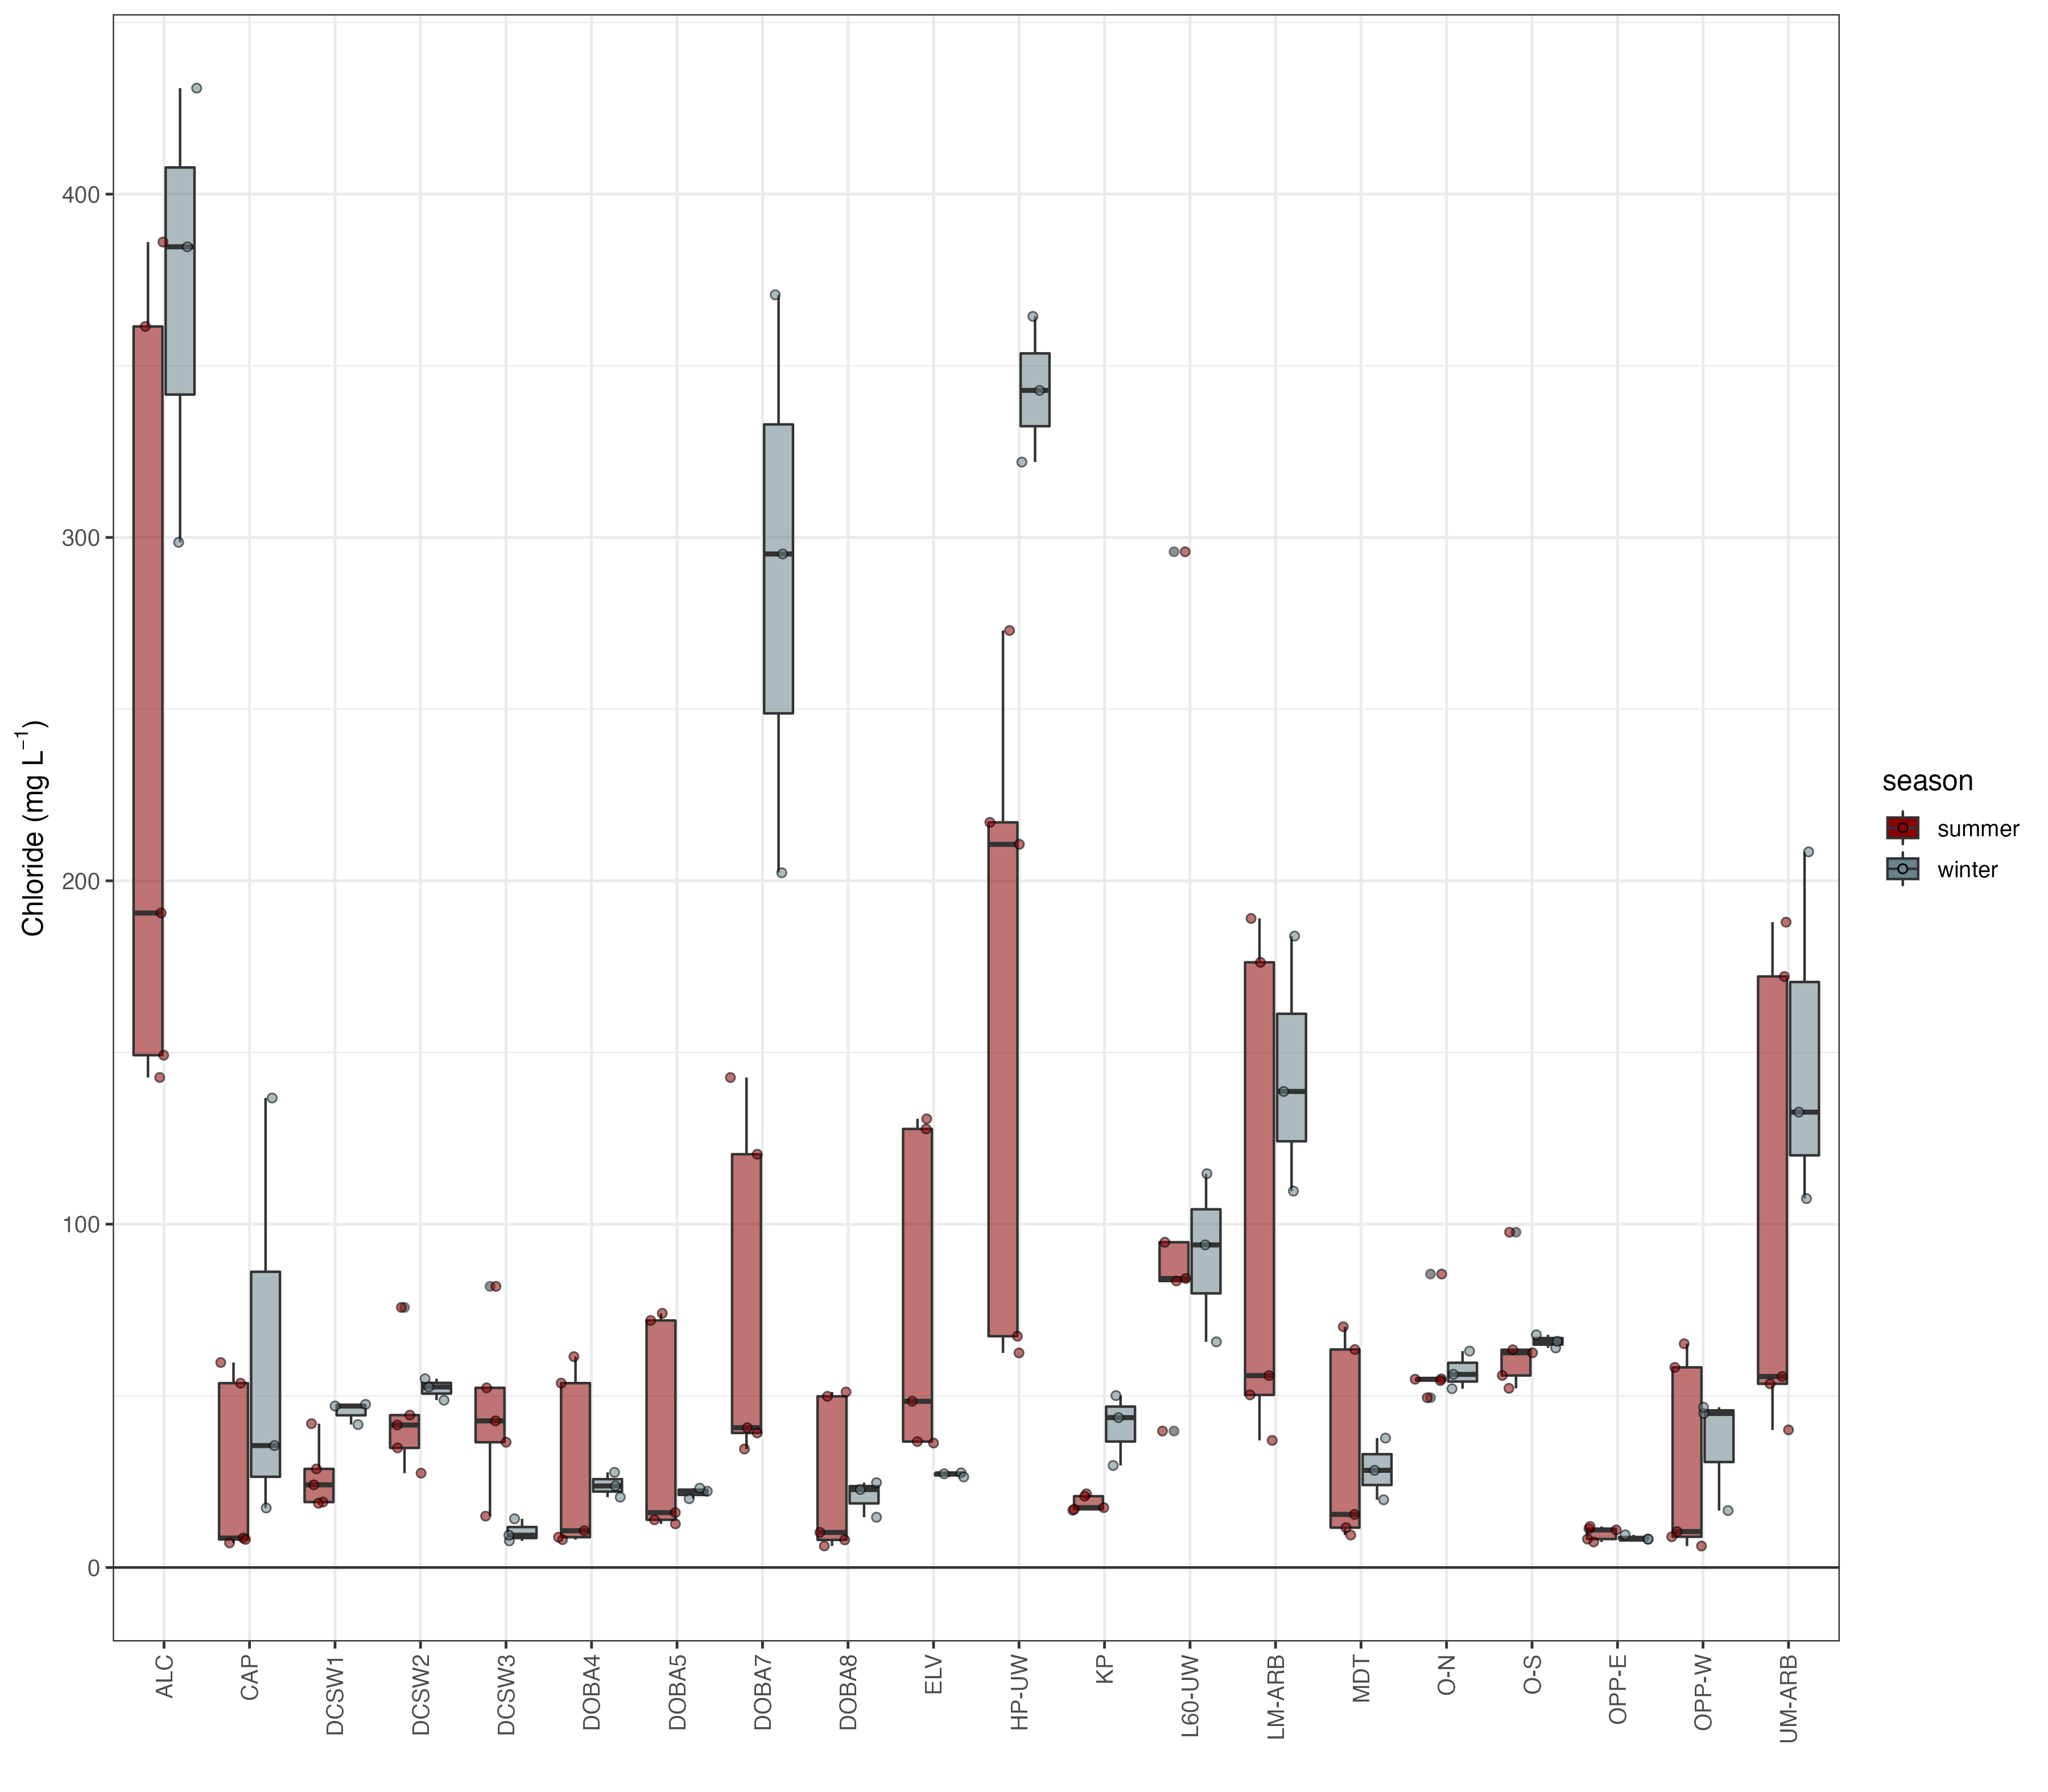 400
300
200
100
0
Chloride (mg L⁻¹)
ALC
CAP
DCSW1
DCSW2
DCSW3
DOBA4
DOBA5
DOBA7
DOBA8
ELV
HP-UW
KP
L60-UW
LM-ARB
MDT
O-N
O-S
OPP-E
OPP-W
UM-ARB
season
summer
winter